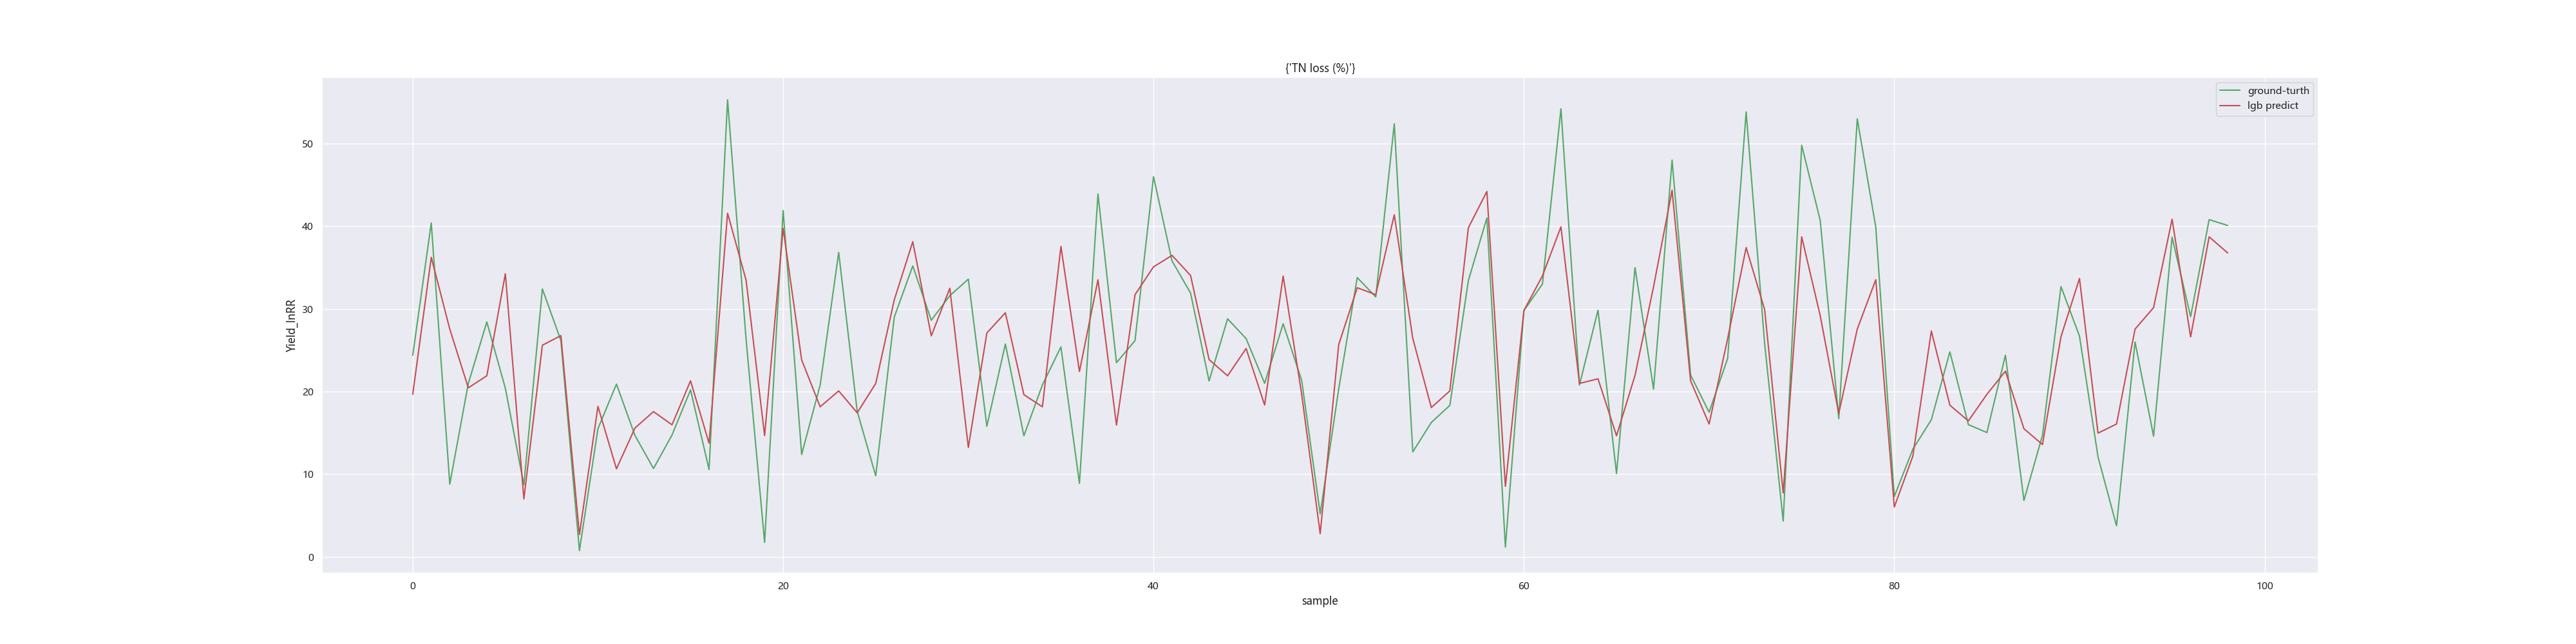 {'TN loss (%)'}
ground-turth
lgb predict
Yield_lnRR
50
40
30
20
10
0
0 20 40 60 80 100
sample